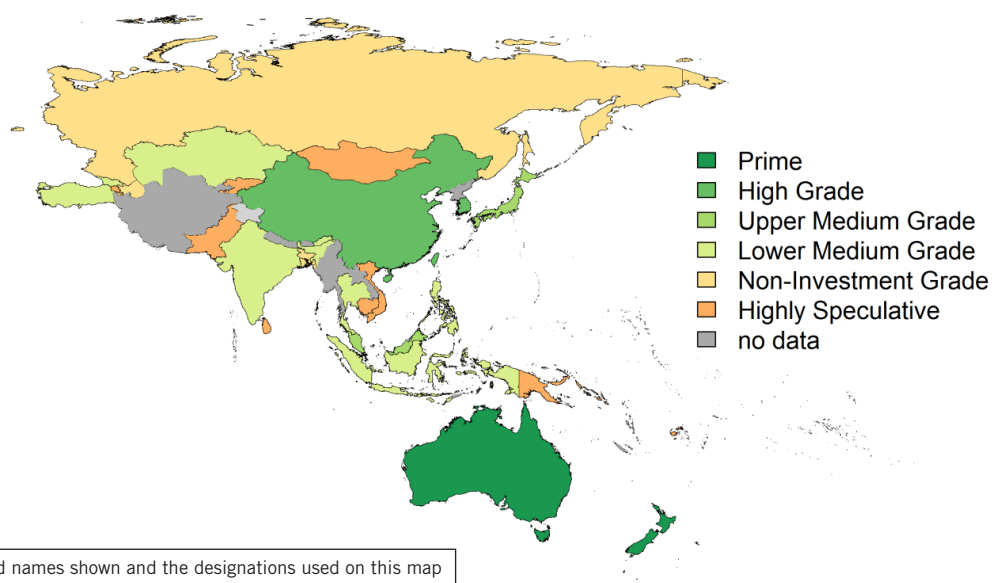 Prime
High Grade
Upper Medium Grade
Lower Medium Grade
Non-Investment Grade
Highly Speculative
no data
names shown and the designations used on this map